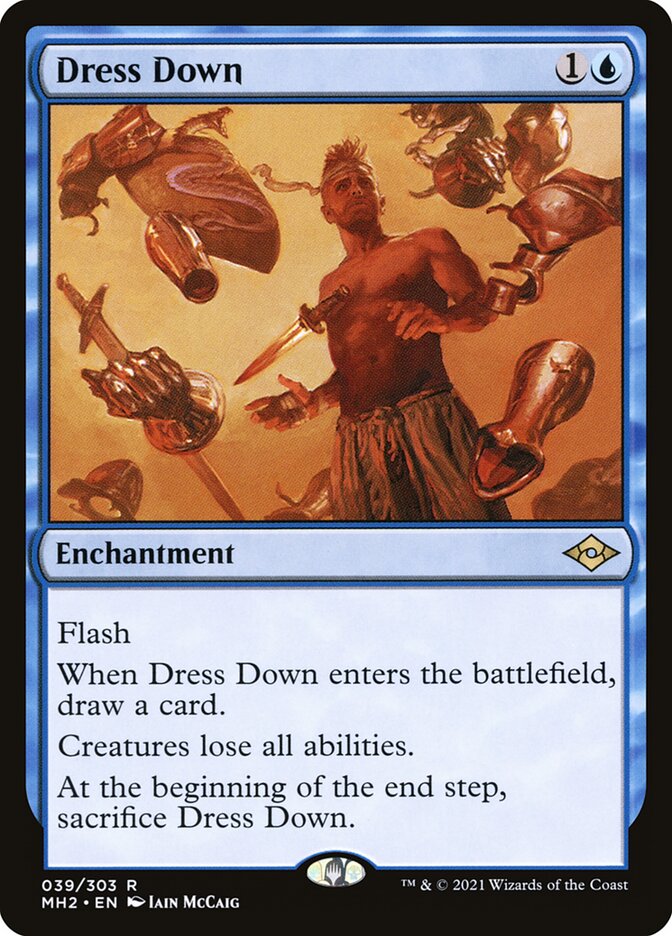 Dress Down 1
Enchantment
Flash
When Dress Down enters the battlefield,
draw a card.
Creatures lose all abilities.
At the beginning of the end step,
sacrifice Dress Down.
039/303 R
MH2 • EN Iain McCaig
™ & © 2021 Wizards of the Coast